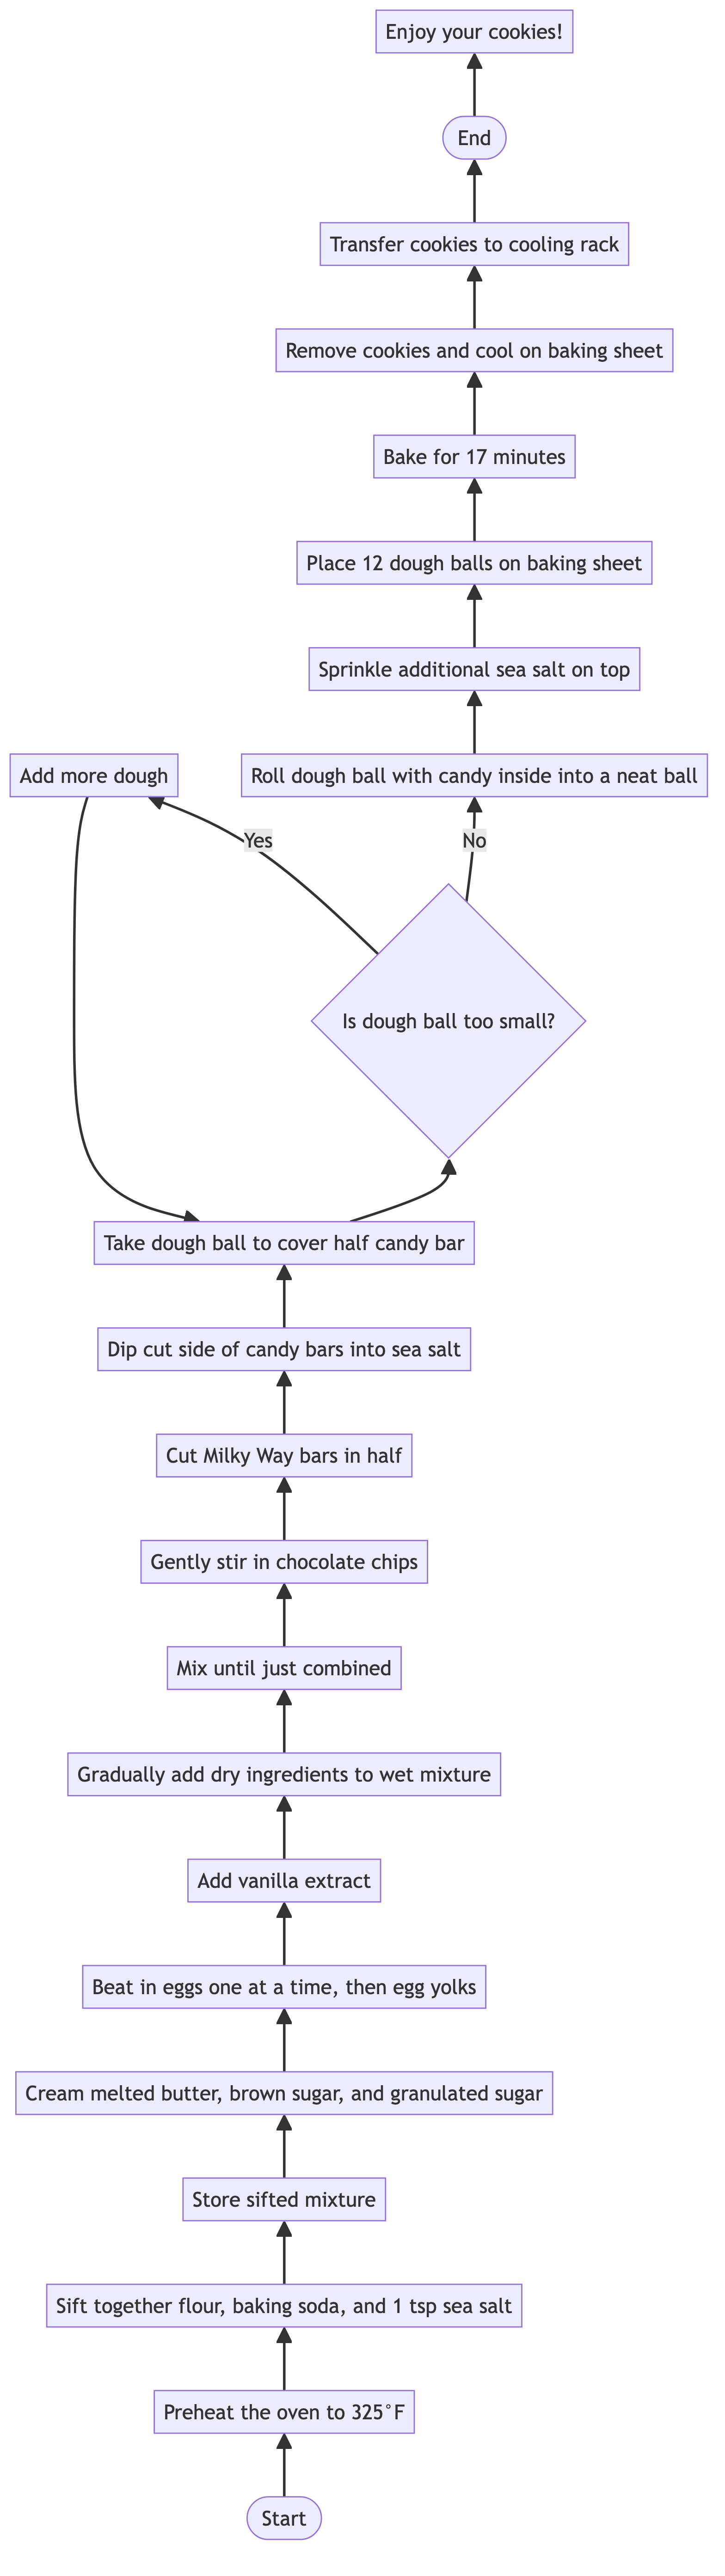 Enjoy your cookies!
End
Transfer cookies to cooling rack
Remove cookies and cool on baking sheet
Bake for 17 minutes
Place 12 dough balls on baking sheet
Sprinkle additional sea salt on top
Add more dough
Roll dough ball with candy inside into a neat ball
Yes
No
Is dough ball too small?
Take dough ball to cover half candy bar
Dip cut side of candy bars into sea salt
Cut Milky Way bars in half
Gently stir in chocolate chips
Mix until just combined
Gradually add dry ingredients to wet mixture
Add vanilla extract
Beat in eggs one at a time, then egg yolks
Cream melted butter, brown sugar, and granulated sugar
Store sifted mixture
Sift together flour, baking soda, and 1 tsp sea salt
Preheat the oven to 325°F
Start